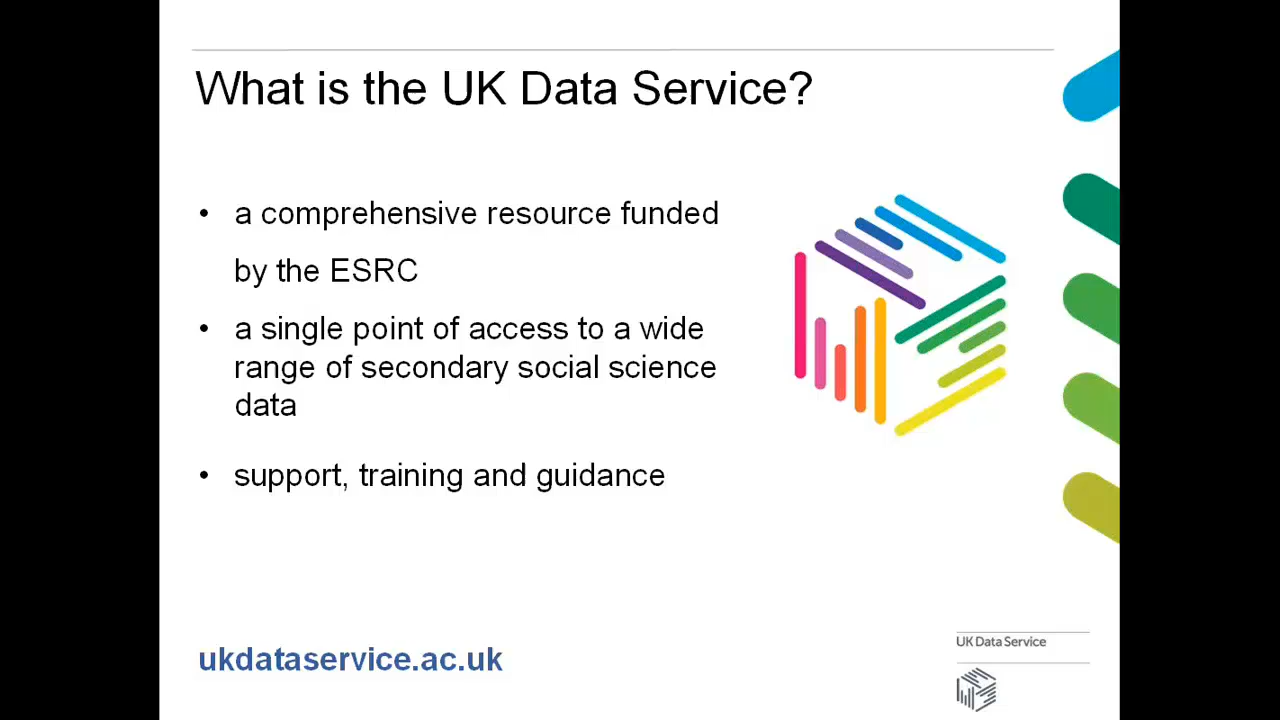 What is the UK Data Service?
• a comprehensive resource funded
by the ESRC
• a single point of access to a wide
range of secondary social science
data
• support, training and guidance
ukdataservice.ac.uk
UK Data Service